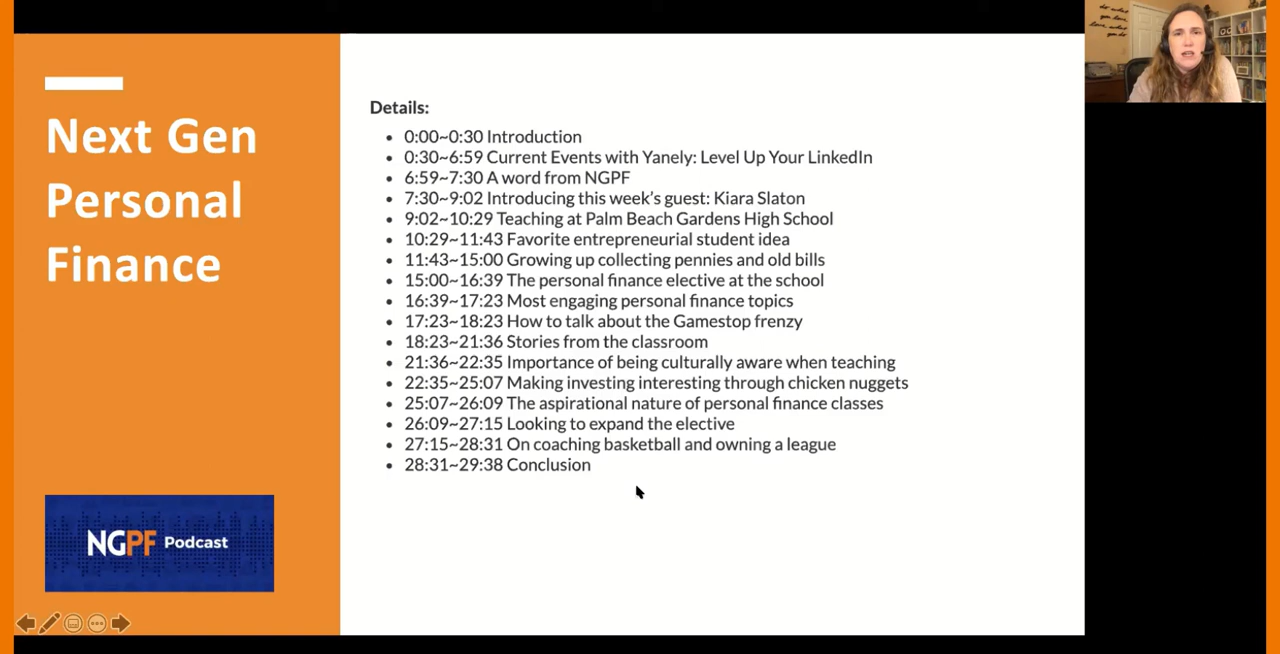 Next Gen
Personal
Finance
NGPF Podcast
Details:
• 0:00~0:30 Introduction
• 0:30~6:59 Current Events with Yanely: Level Up Your LinkedIn
• 6:59~7:30 A word from NGPF
• 7:30~9:02 Introducing this week's guest: Kiara Slaton
• 9:02~10:29 Teaching at Palm Beach Gardens High School
• 10:29~11:43 Favorite entrepreneurial student idea
• 11:43~15:00 Growing up collecting pennies and old bills
• 15:00~16:39 The personal finance elective at the school
• 16:39~17:23 Most engaging personal finance topics
• 17:23~18:23 How to talk about the Gamestop frenzy
• 18:23~21:36 Stories from the classroom
• 21:36~22:35 Importance of being culturally aware when teaching
• 22:35~25:07 Making investing interesting through chicken nuggets
• 25:07~26:09 The aspirational nature of personal finance classes
• 26:09~27:15 Looking to expand the elective
• 27:15~28:31 On coaching basketball and owning a league
• 28:31~29:38 Conclusion